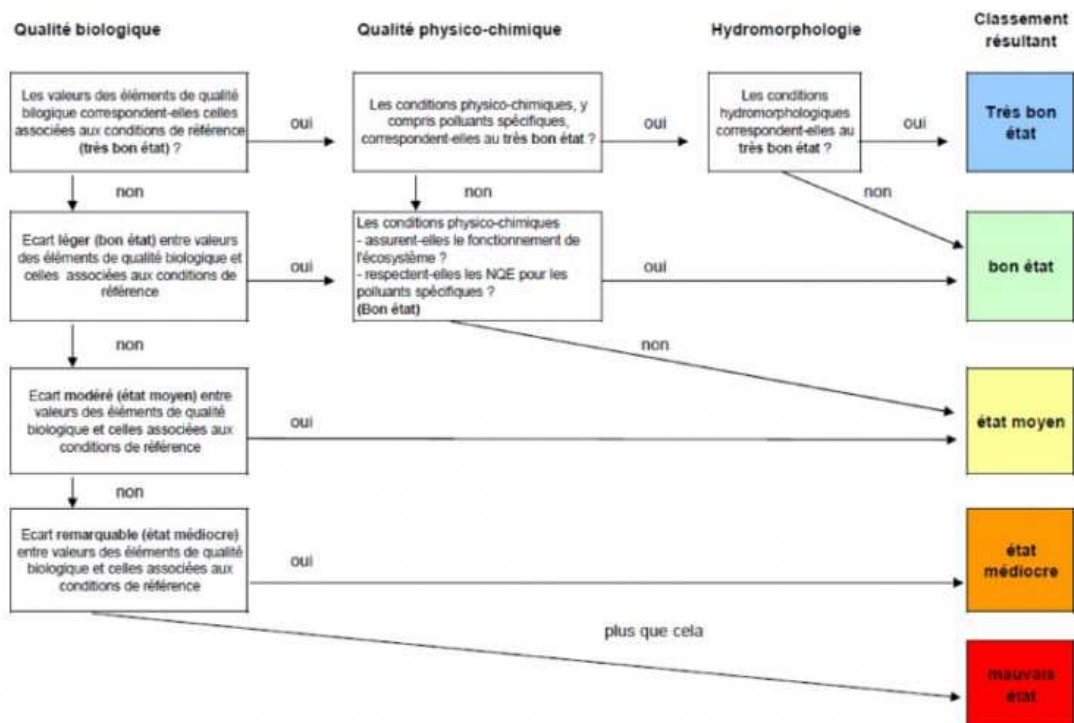 Qualité biologique
Qualité physico-chimique
Hydromorphologie
Classement
résultant
Les valeurs des éléments de qualité
bilogique correspondent-elles celles
associées aux conditions de référence
(très bon état) ?
oui
Les conditions physico-chimiques, y
compris polluants spécifiques,
correspondent-elles au très bon état ?
oui
Les conditions
hydromorphologiques
correspondent-elles au
très bon état ?
oui
Très bon
état
non
non
non
Ecart léger (bon état) entre valeurs
des éléments de qualité biologique et
celles associées aux conditions de
référence
oui
Les conditions physico-chimiques
- assurent-elles le fonctionnement de
l'écosystème ?
- respectent-elles les NQE pour les
polluants spécifiques ?
(Bon état)
oui
bon état
non
non
Ecart modéré (état moyen) entre
valeurs des éléments de qualité
biologique et celles associées aux
conditions de référence
oui
état moyen
non
Ecart remarquable (état médiocre)
entre valeurs des éléments de qualité
biologique et celles associées aux
conditions de référence
oui
état
médiocre
plus que cela
mauvais
état